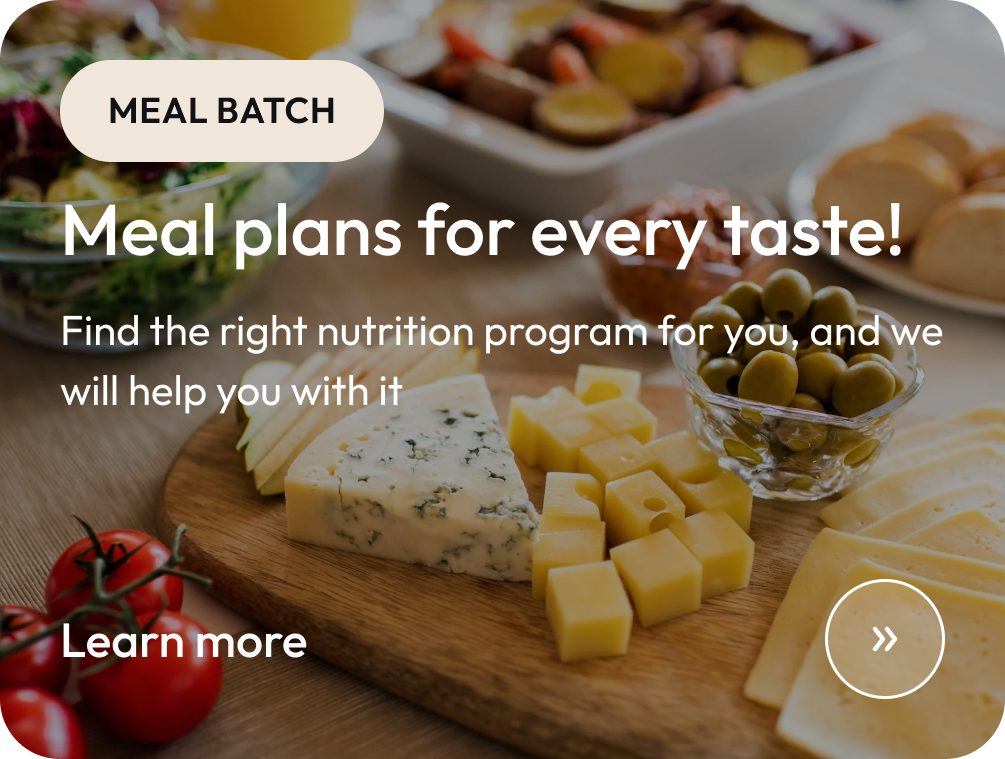 MEAL BATCH
Meal plans for every taste!
Find the right nutrition program for you, and we
will help you with it
Learn more